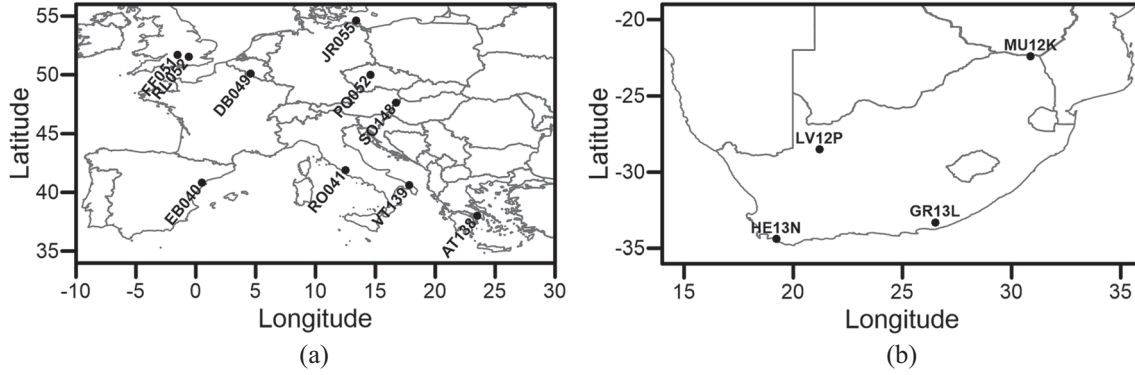 55
50
45
40
35
Latitude
JR055
FF051
RL052
DB049
PQ052
SO148
EB040
RO041
VT139
AT138
-10 -5 0 5 10 15 20 25 30
Longitude
(a)
-20
-25
-30
-35
Latitude
MU12K
LV12P
GR13L
HE13N
15 20 25 30 35
Longitude
(b)